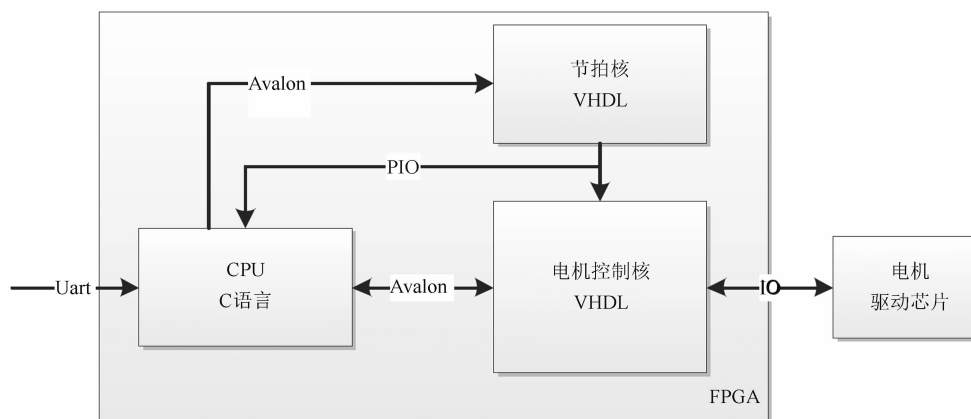 Avalon
节拍核
VHDL
PIO
Uart
CPU
C语言
Avalon
电机控制核
VHDL
IO
电机
驱动芯片
FPGA